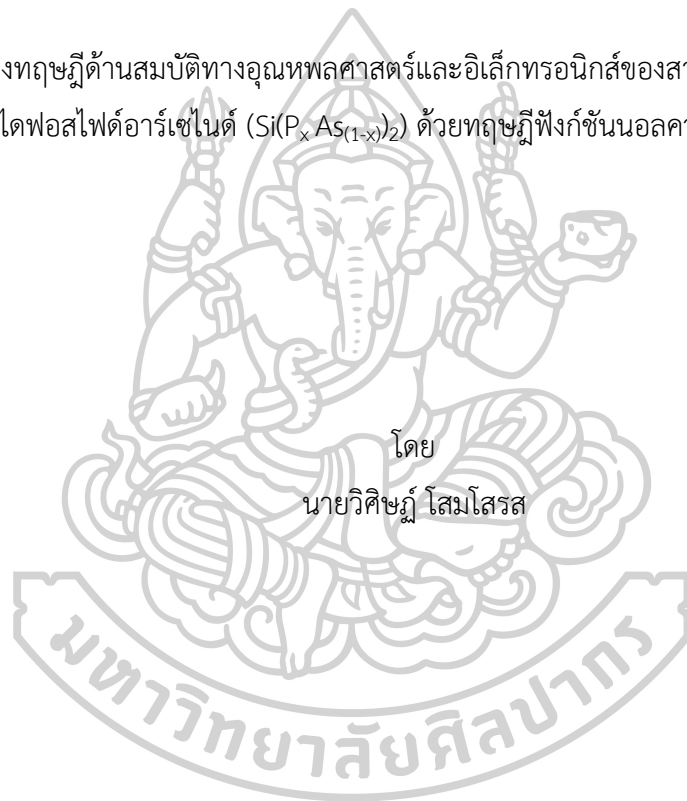 งทฤษฎีด้านสมบัติทางอุณหพลศาสตร์และอิเล็กทรอนิกส์ของสา
ไดฟอสไฟด์อาร์เซไนด์ (Si(PₓAs₍₁₋ₓ₎)₂) ด้วยทฤษฎีฟังก์ชันนอลคว
โดย
นายวิศิษฏ์ โสมโสรส
มหาวิทยาลัยศิลปากร